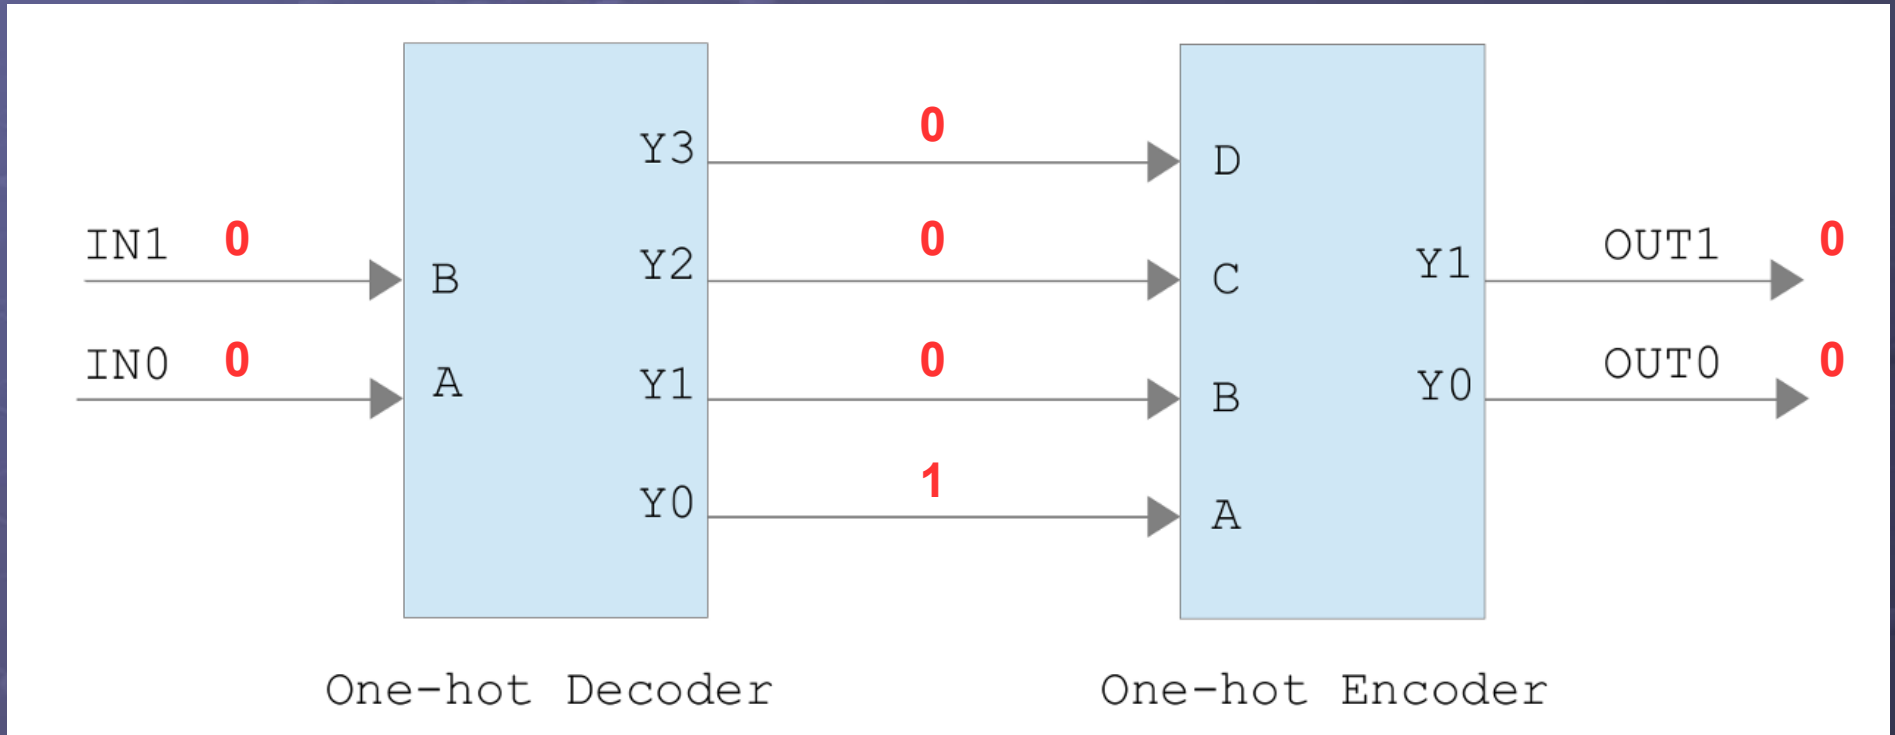 0
Y3
D
IN1 0
0
OUT1 0
B
Y2
C
Y1
IN0 0
0
OUT0 0
A
Y1
B
Y0
1
Y0
A
One-hot Decoder
One-hot Encoder